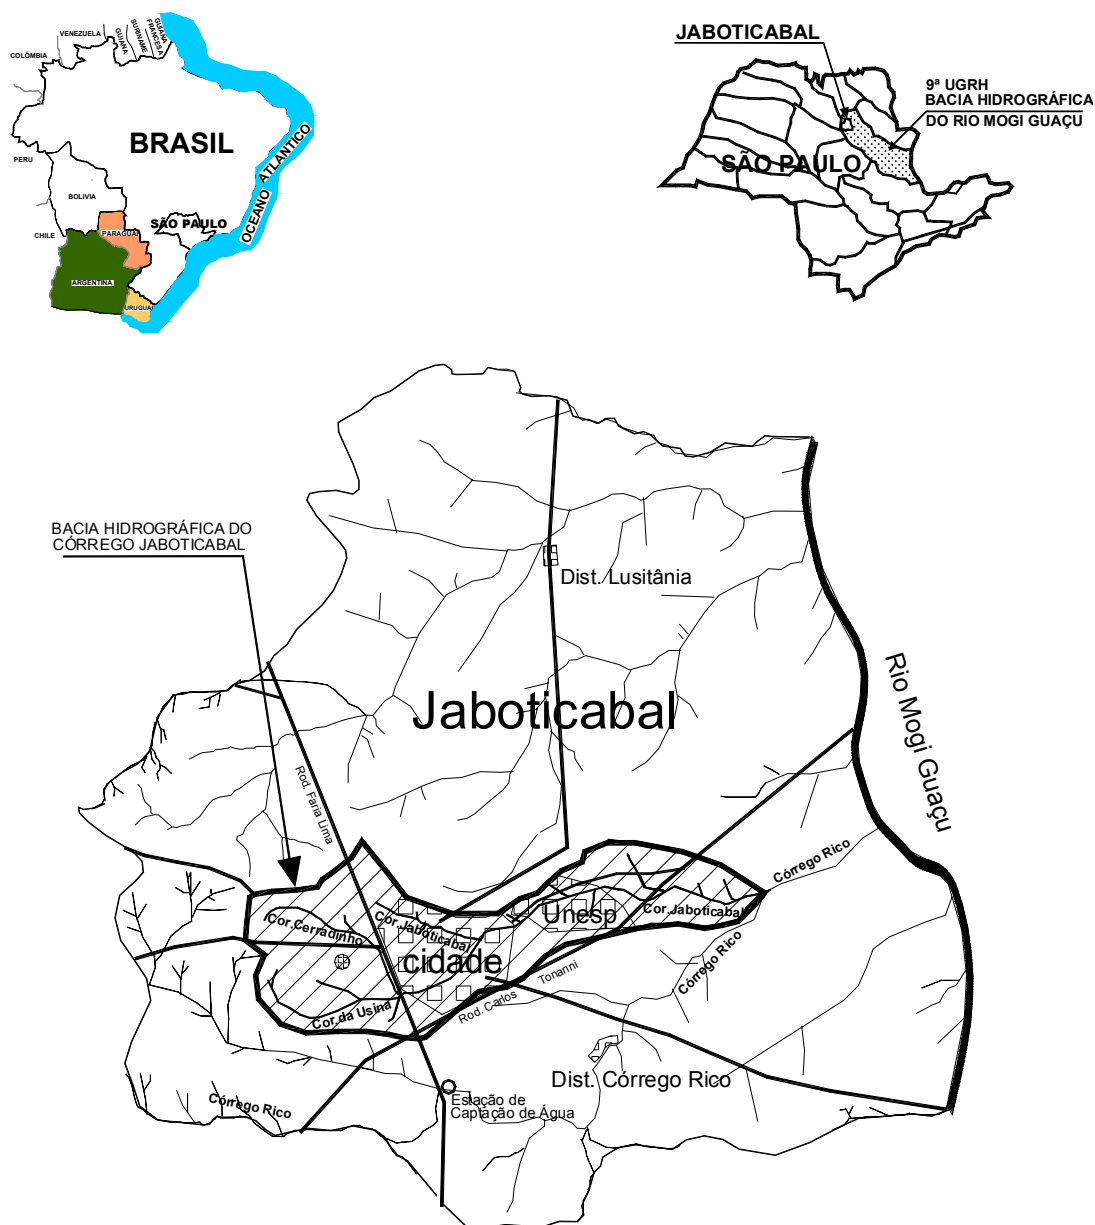 VENEZUELA
GUIANA
SURINAME
GUIANA
FRANCESA
COLÔMBIA
BRASIL
PERU
BOLIVIA
OCEANO ATLANTICO
SÃO PAULO
CHILE
PARAGUAI
ARGENTINA
URUGUAI
JABOTICABAL
9ª UGRH
BACIA HIDROGRÁFICA
DO RIO MOGI GUAÇU
SÃO PAULO
BACIA HIDROGRÁFICA DO
CÓRREGO JABOTICABAL
Dist. Lusitânia
Jaboticabal
Rio Mogi Guaçu
Rod. Faria Lima
Córrego Rico
Cor.Cerradinho
Cor.Jaboticabal
Unesp
Cor.Jaboticabal
cidade
Córrego Rico
Cor.da Usina
Rod. Carlos Tonanni
Dist. Córrego Rico
Córrego Rico
Estação de
Captação de Água